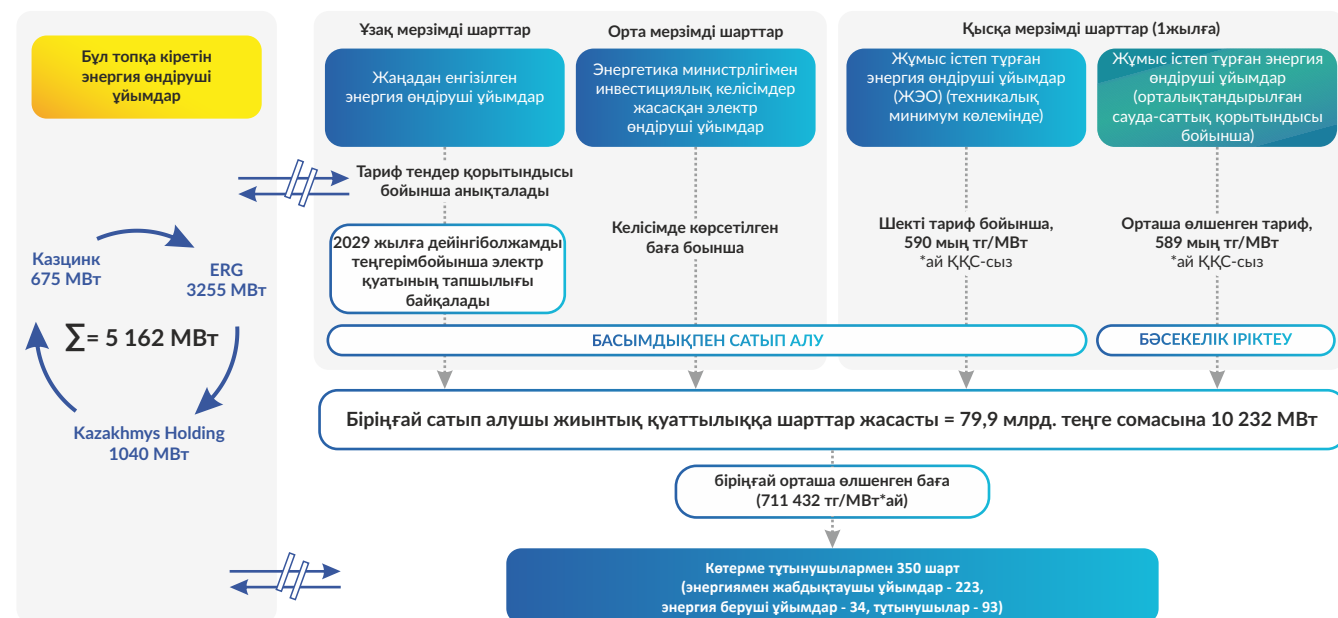 Бұл топқа кіретін
энергия өндіруші
ұйымдар
Казцинк
675 МВт
ERG
3255 МВт
∑= 5 162 МВт
Kazakhmys Holding
1040 МВт
Ұзақ мерзімді шарттар
Жаңадан енгізілген
энергия өндіруші ұйымдар
Тариф тендер қорытындысы
бойынша анықталады
2029 жылға дейінгіболжамды
теңгерімбойынша электр
қуатының тапшылығы
байқалады
Орта мерзімді шарттар
Энергетика министрлігімен
инвестициялық келісімдер
жасасқан электр
өндіруші ұйымдар
Келісімде көрсетілген
баға боынша
Қысқа мерзімді шарттар (1жылға)
Жұмыс істеп тұрған
энергия өндіруші ұйымдар
(ЖЭО) (техникалық
минимум көлемінде)
Шекті тариф бойынша,
590 мың тг/МВт
*ай ҚҚС-сыз
Жұмыс істеп тұрған энергия
өндіруші ұйымдар
(орталықтандырылған
сауда-саттық қорытындысы
бойынша)
Орташа өлшенген тариф,
589 мың тг/МВт
*ай ҚҚС-сыз
БАСЫМДЫҚПЕН САТЫП АЛУ
БӘСЕКЕЛІК ІРІКТЕУ
Біріңғай сатып алушы жиынтық қуаттылыққа шарттар жасасты = 79,9 млрд. теңге сомасына 10 232 МВт
біріңғай орташа өлшенген баға
(711 432 тг/МВт*ай)
Көтерме тұтынушылармен 350 шарт
(энергиямен жабдықтаушы ұйымдар - 223,
энергия беруші ұйымдар - 34, тұтынушылар - 93)